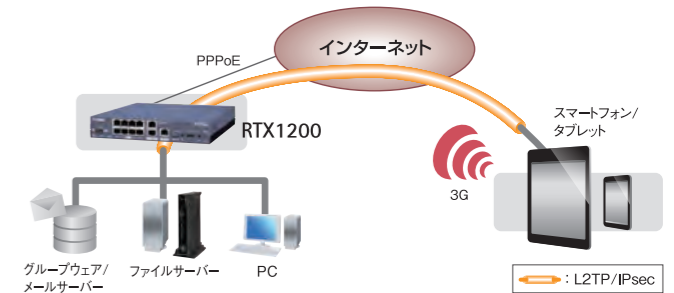 インターネット
PPPoE
RTX1200
スマートフォン/
タブレット
3G
グループウェア/
メールサーバー
ファイルサーバー
PC
: L2TP/IPsec